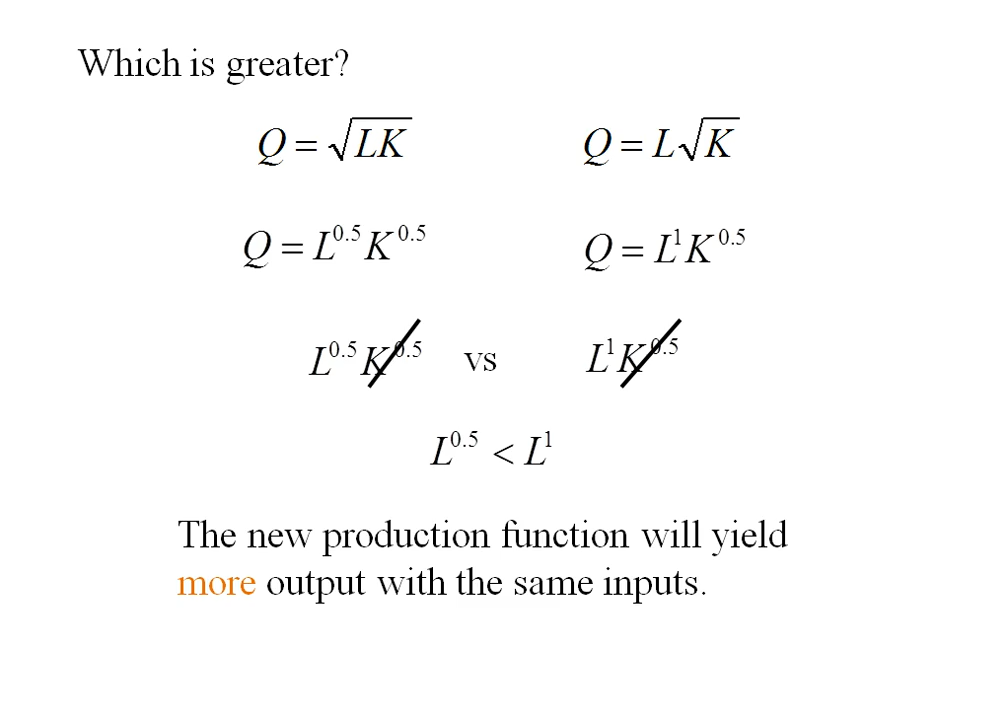 Which is greater?
Q = √LK    Q = L√K
Q = L^0.5 K^0.5    Q = L^1 K^0.5
L^0.5 K^0.5 vs L^1 K^0.5
L^0.5 < L^1
The new production function will yield
more output with the same inputs.